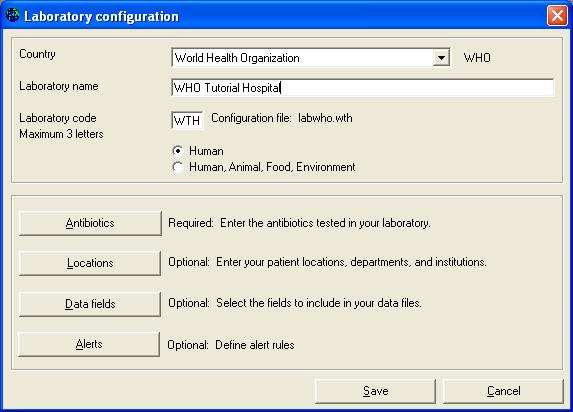 Laboratory configuration
Country World Health Organization WHO
Laboratory name WHO Tutorial Hospital
Laboratory code WTH Configuration file: labwho.wth
Maximum 3 letters
Human
Human, Animal, Food, Environment
Antibiotics Required: Enter the antibiotics tested in your laboratory.
Locations Optional: Enter your patient locations, departments, and institutions.
Data fields Optional: Select the fields to include in your data files.
Alerts Optional: Define alert rules
Save Cancel